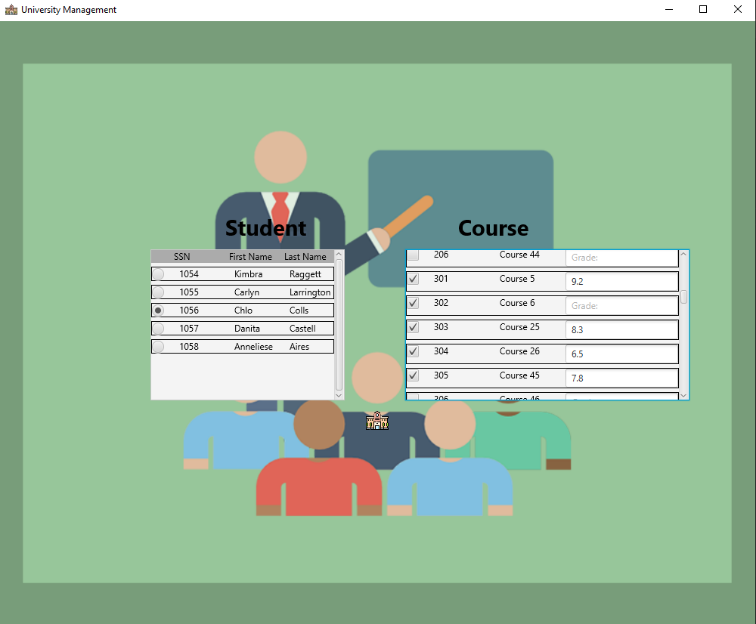 University Management
Student
SSN First Name Last Name
1054 Kimbra Raggett
1055 Carlyn Larrington
1056 Chlo Colls
1057 Danita Castell
1058 Anneliese Aires
Course
206 Course 44 Grade:
301 Course 5 9.2
302 Course 6 Grade:
303 Course 25 8.3
304 Course 26 6.5
305 Course 45 7.8
306 Course 46